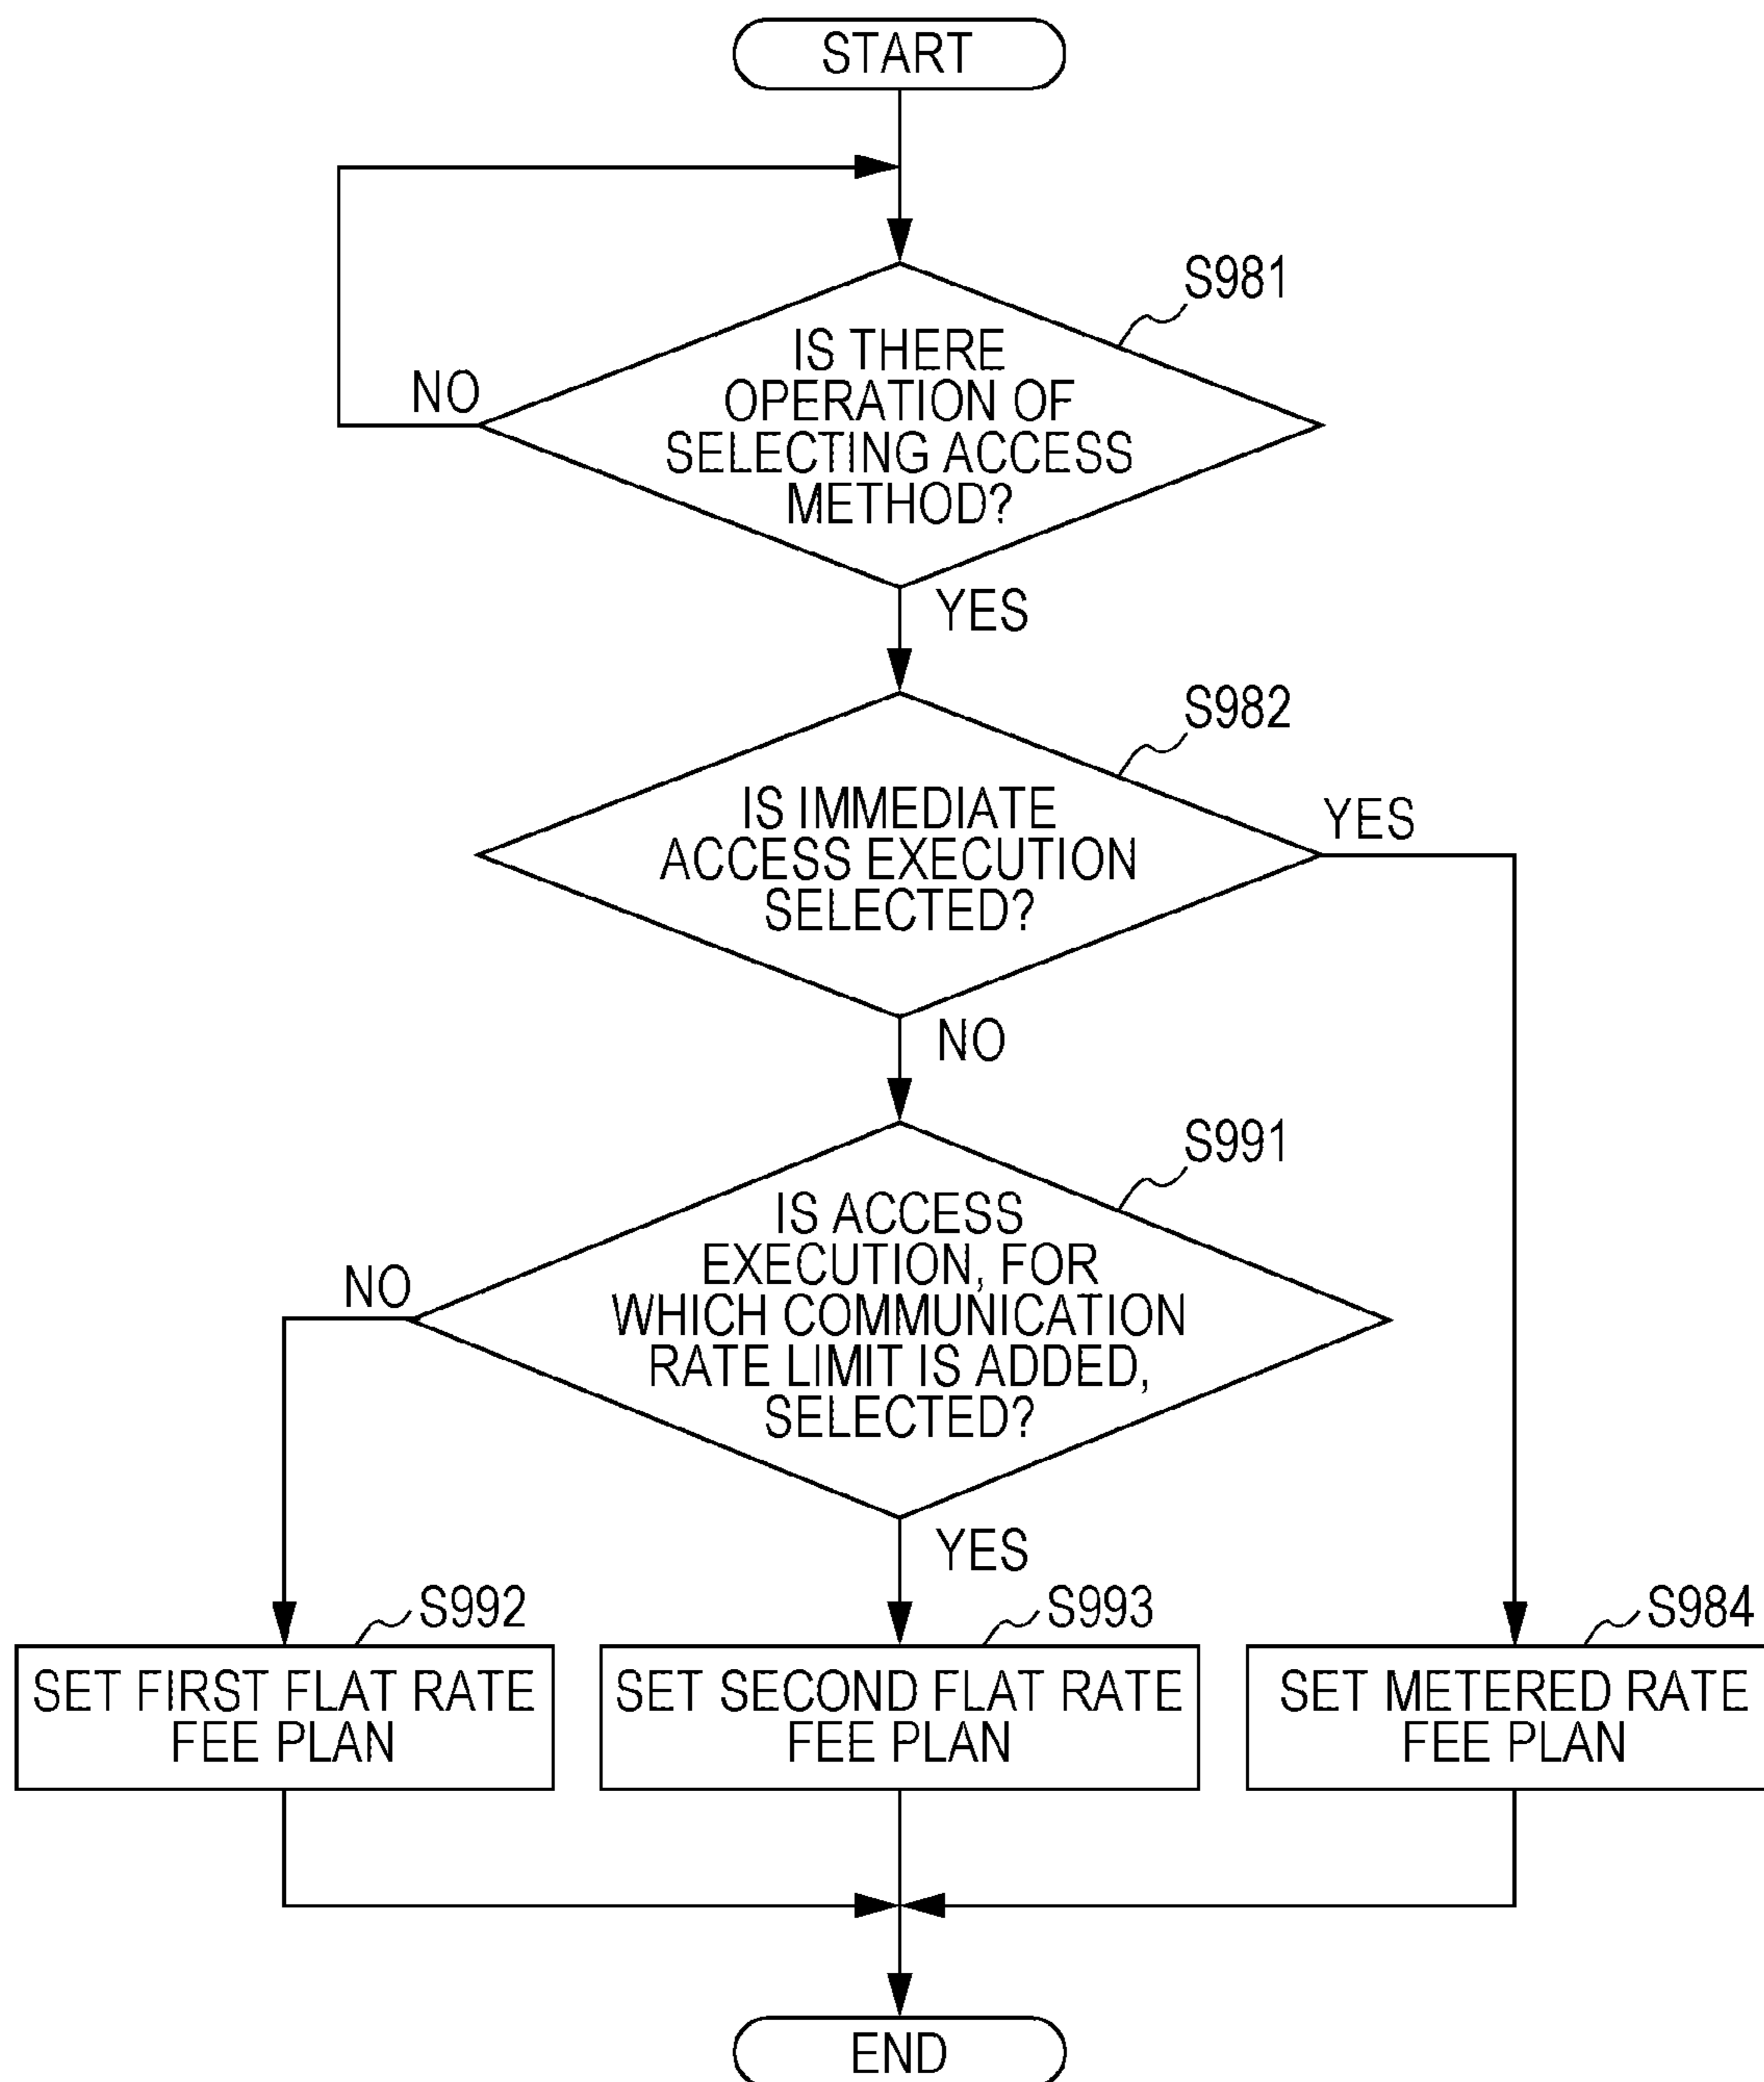 START
S981
IS THERE
OPERATION OF
SELECTING ACCESS
METHOD?
NO
YES
S982
IS IMMEDIATE
ACCESS EXECUTION
SELECTED?
YES
NO
S991
IS ACCESS
EXECUTION, FOR
WHICH COMMUNICATION
RATE LIMIT IS ADDED,
SELECTED?
NO
YES
S992
SET FIRST FLAT RATE
FEE PLAN
S993
SET SECOND FLAT RATE
FEE PLAN
S984
SET METERED RATE
FEE PLAN
END